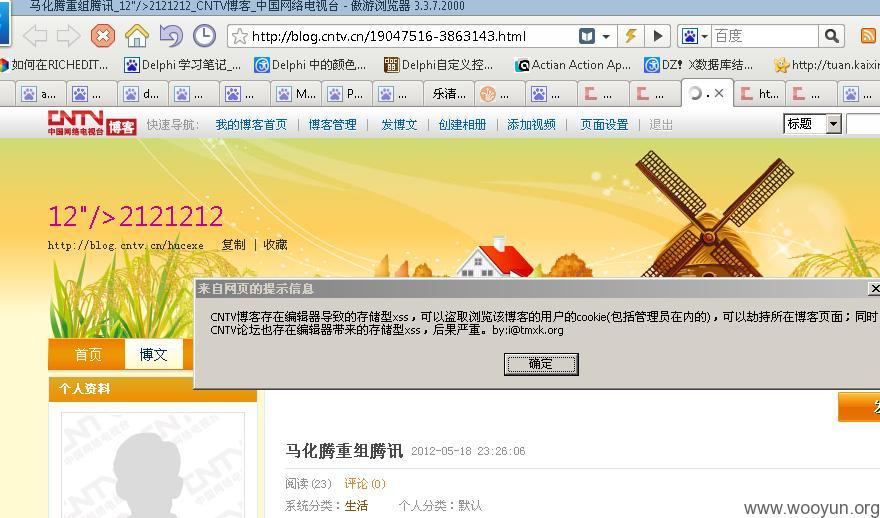 马化腾重组腾讯_12"/>2121212_CNTV博客_中国网络电视台 - 傲游浏览器 3.3.7.2000
http://blog.cntv.cn/19047516-3863143.html
百度
如何在RICHEDIT... Delphi 学习笔记_... Delphi 中的颜色... Delphi自定义控... Actian Action Ap... DZ! X数据库结... http://tuan.kaixin
a... ... d... ... ... M... P... ... 乐清... ... ... ... ... . ht... ... ...
CNTV 中国网络电视台 博客 快速导航: 我的博客首页 | 博客管理 | 发博文 | 创建相册 | 添加视频 | 页面设置 | 退出 标题
12"/>2121212
http://blog.cntv.cn/hucexe 复制 | 收藏
来自网页的提示信息
CNTV博客存在编辑器导致的存储型xss，可以盗取浏览该博客的用户的cookie(包括管理员在内的)，可以劫持所在博客页面；同时
CNTV论坛也存在编辑器带来的存储型xss，后果严重。by:i@tmxk.org
确定
首页 博文
个人资料
马化腾重组腾讯 2012-05-18 23:26:06
阅读(23) 评论(0)
系统分类：生活 个人分类：默认
www.wooyun.org